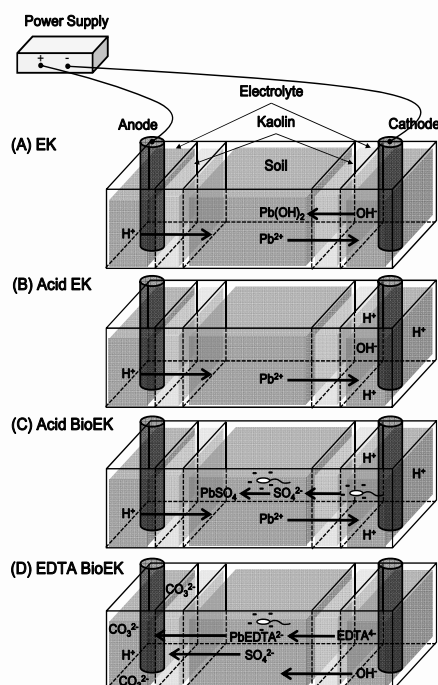 Power Supply
+ -
Electrolyte
Anode
Kaolin
Cathode
(A) EK
Soil
Pb(OH)₂
OH⁻
H⁺
Pb²⁺
(B) Acid EK
H⁺
H⁺
OH⁻
H⁺
Pb²⁺
H⁺
(C) Acid BioEK
H⁺
H⁺
PbSO₄
SO₄²⁻
H⁺
Pb²⁺
H⁺
(D) EDTA BioEK
CO₃²⁻
CO₃²⁻
PbEDTA²⁻
EDTA⁴⁻
H⁺
SO₄²⁻
OH⁻
CO₃²⁻